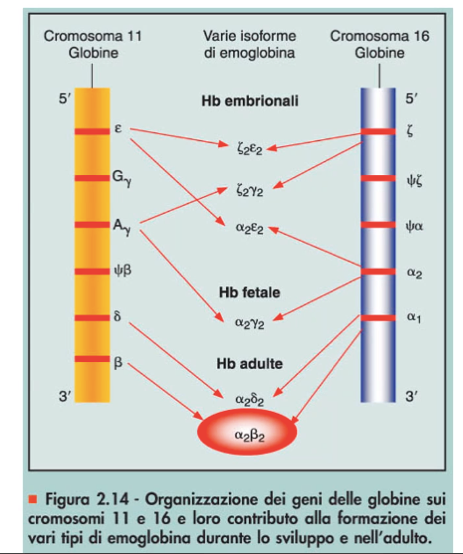 Cromosoma 11
Globine
Varie isoforme
di emoglobina
Cromosoma 16
Globine
5′
5′
Hb embrionali
ε
ζ
ζ₂ε₂
Gγ
ψζ
ζ₂γ₂
Aγ
ψα
α₂ε₂
ψβ
α₂
Hb fetale
α₂γ₂
δ
α₁
Hb adulte
β
3′
3′
α₂δ₂
α₂β₂
■ Figura 2.14 - Organizzazione dei geni delle globine sui
cromosomi 11 e 16 e loro contributo alla formazione dei
vari tipi di emoglobina durante lo sviluppo e nell’adulto.